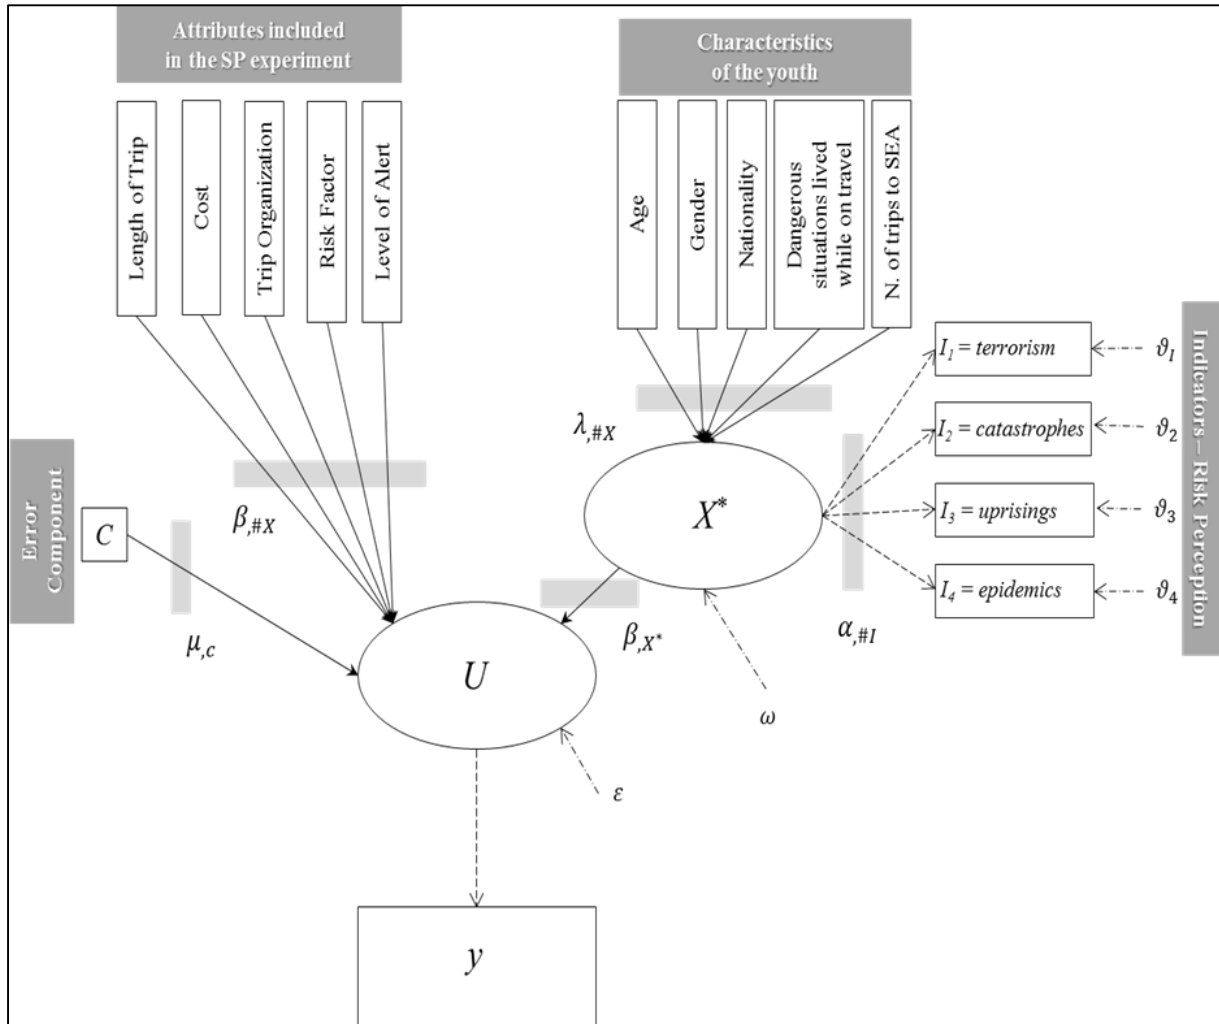 Attributes included
in the SP experiment
Characteristics
of the youth
Length of Trip
Cost
Trip Organization
Risk Factor
Level of Alert
Age
Gender
Nationality
Dangerous
situations lived
while on travel
N. of trips to SEA
I₁ = terrorism
ϑ₁
I₂ = catastrophes
ϑ₂
I₃ = uprisings
ϑ₃
I₄ = epidemics
ϑ₄
Indicators— Risk Perception
λ,#X
X*
α,#I
Error
Component
C
β,#X
μ,c
β,X*
U
ω
ε
y